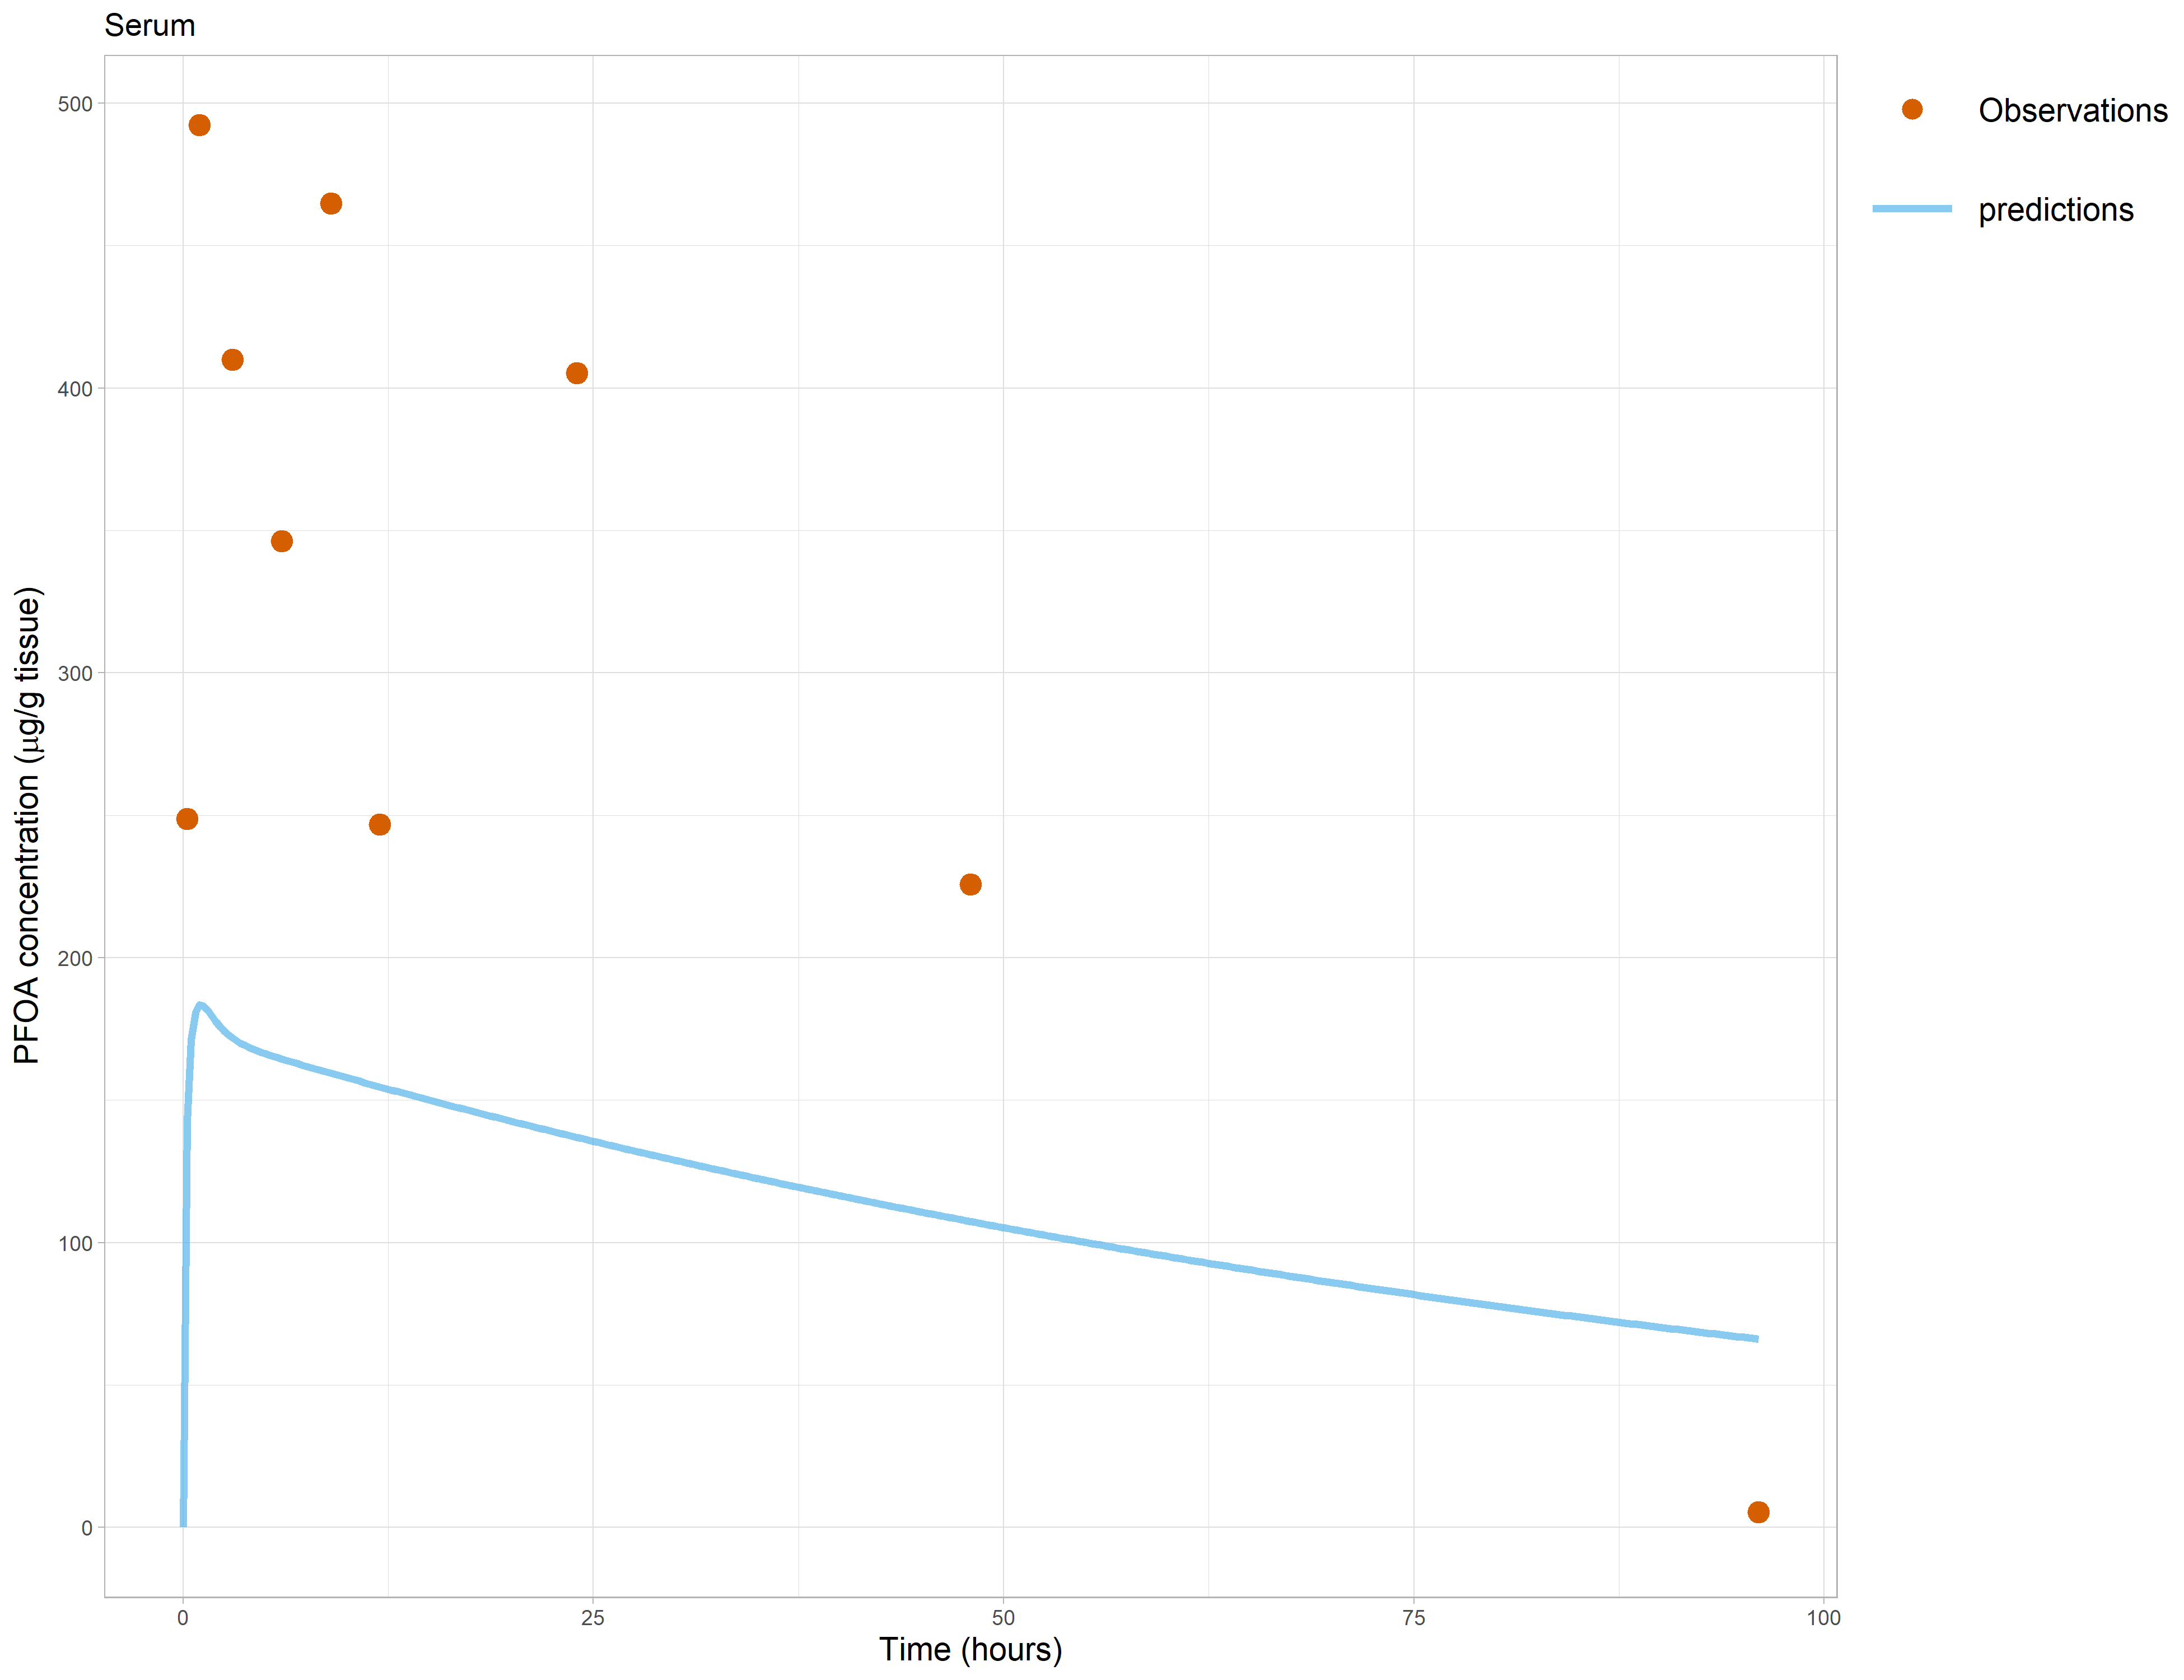 Serum
Observations
predictions
PFOA concentration (μg/g tissue)
500
400
300
200
100
0
0
25
50
75
100
Time (hours)